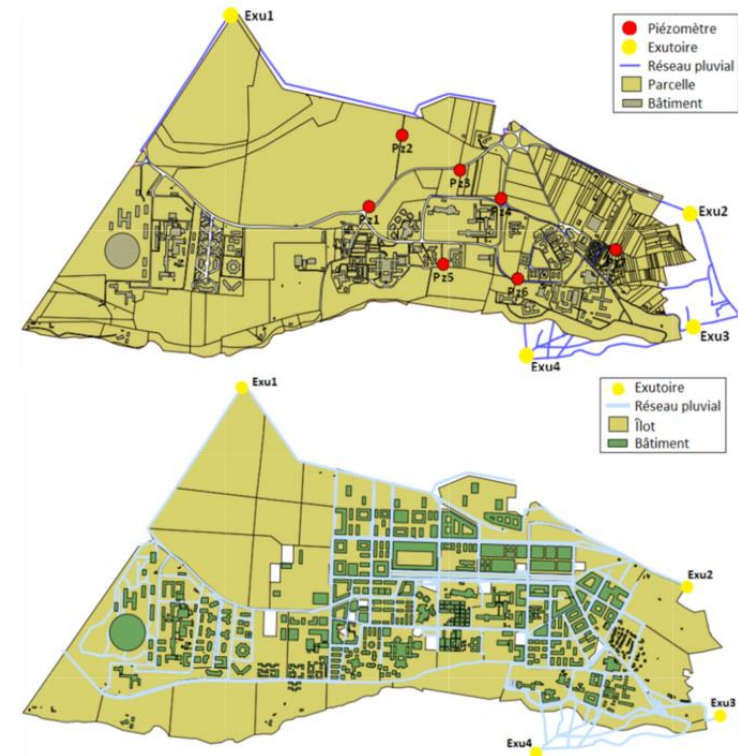 Exu1
Piézomètre
Exutoire
Réseau pluvial
Parcelle
Bâtiment
Pz2
Pz3
Pz4
Pz1
Exu2
Pz5
Pz6
Exu3
Exu4
Exu1
Exutoire
Réseau pluvial
Îlot
Bâtiment
Exu2
Exu3
Exu4